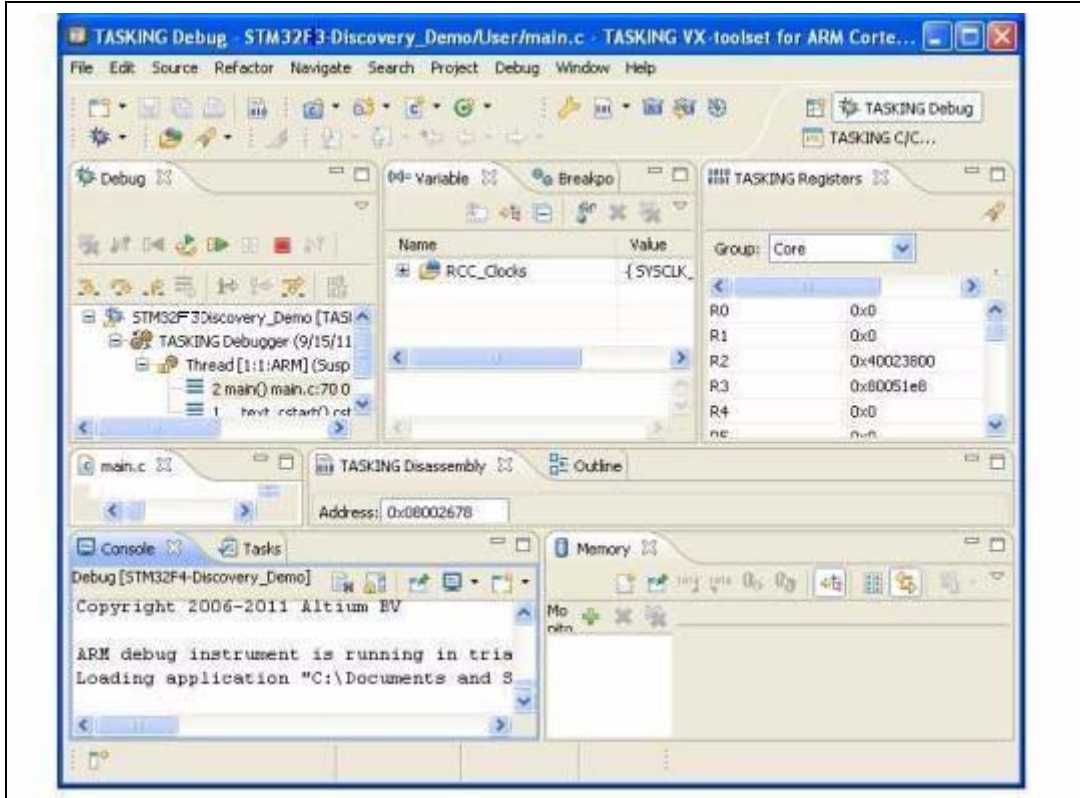 TASKING Debug - STM32F3-Discovery_Demo/User/main.c - TASKING VX-toolset for ARM Corte...
File Edit Source Refactor Navigate Search Project Debug Window Help
TASKING Debug
TASKING C/C...
Debug
Variable Breakpo
TASKING Registers
Name Value
Group: Core
RCC_Clocks {SYSCLK_
STM32F3Discovery_Demo [TASI
TASKING Debugger (9/15/11
Thread [1:1:ARM] (Susp
2 main() main.c:70 0
1
R0 0x0
R1 0x0
R2 0x40023800
R3 0x80051e8
R4 0x0
main.c
TASKING Disassembly Outline
Address: 0x08002678
Console Tasks
Memory
Debug [STM32F4-Discovery_Demo]
Copyright 2006-2011 Altium BV
ARM debug instrument is running in tria
Loading application "C:\Documents and S
Mo